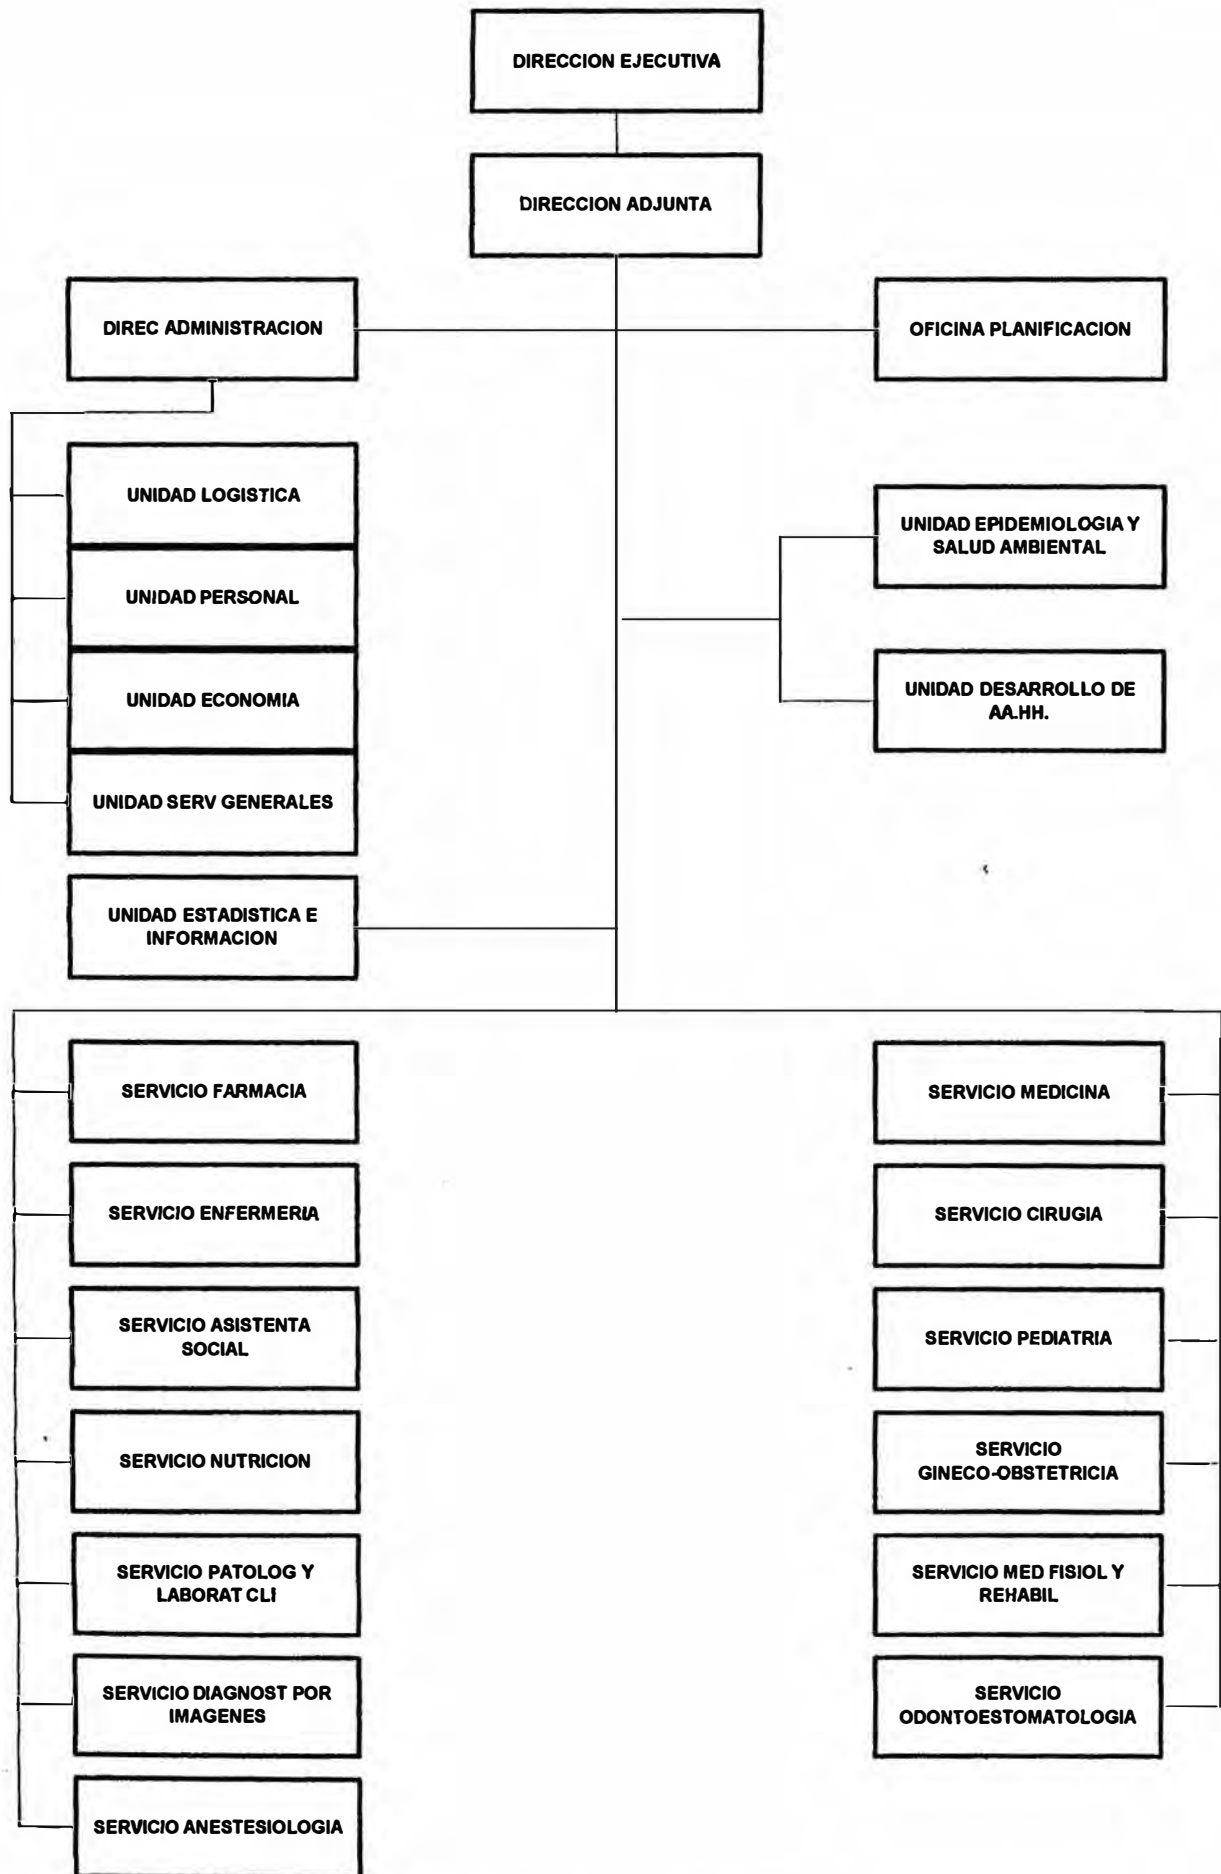 DIRECCION EJECUTIVA
DIRECCION ADJUNTA
DIREC ADMINISTRACION
OFICINA PLANIFICACION
UNIDAD LOGISTICA
UNIDAD PERSONAL
UNIDAD ECONOMIA
UNIDAD SERV GENERALES
UNIDAD EPIDEMIOLOGIA Y
SALUD AMBIENTAL
UNIDAD DESARROLLO DE
AA.HH.
UNIDAD ESTADISTICA E
INFORMACION
SERVICIO FARMACIA
SERVICIO ENFERMERIA
SERVICIO ASISTENTA
SOCIAL
SERVICIO NUTRICION
SERVICIO PATOLOG Y
LABORAT CLI
SERVICIO DIAGNOST POR
IMAGENES
SERVICIO ANESTESIOLOGIA
SERVICIO MEDICINA
SERVICIO CIRUGIA
SERVICIO PEDIATRIA
SERVICIO
GINECO-OBSTETRICIA
SERVICIO MED FISIOL Y
REHABIL
SERVICIO
ODONTOESTOMATOLOGIA